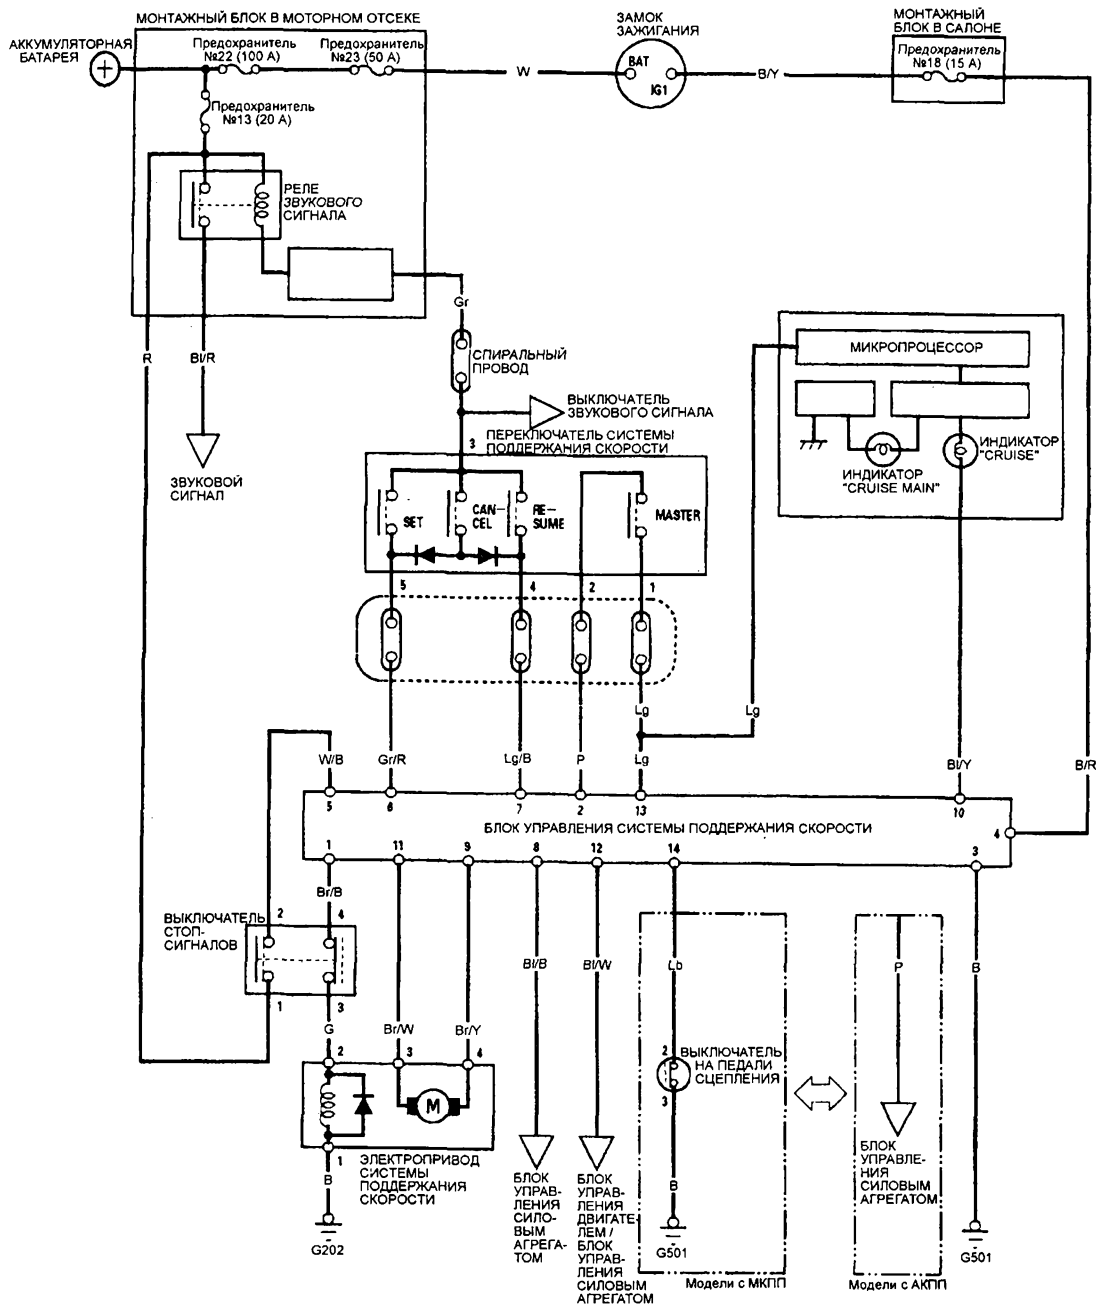 МОНТАЖНЫЙ БЛОК В МОТОРНОМ ОТСЕКЕ
АККУМУЛЯТОРНАЯ
БАТАРЕЯ
Предохранитель
№22 (100 А)
Предохранитель
№23 (50 А)
W
ЗАМОК
ЗАЖИГАНИЯ
BAT
IG1
B/Y
МОНТАЖНЫЙ
БЛОК В САЛОНЕ
Предохранитель
№18 (15 А)
Предохранитель
№13 (20 А)
РЕЛЕ
ЗВУКОВОГО
СИГНАЛА
Gr
R
Bl/R
СПИРАЛЬНЫЙ
ПРОВОД
МИКРОПРОЦЕССОР
ВЫКЛЮЧАТЕЛЬ
ЗВУКОВОГО СИГНАЛА
ЗВУКОВОЙ
СИГНАЛ
3
ПЕРЕКЛЮЧАТЕЛЬ СИСТЕМЫ
ПОДДЕРЖАНИЯ СКОРОСТИ
ИНДИКАТОР
"CRUISE"
ИНДИКАТОР
"CRUISE MAIN"
SET
CAN-
CEL
RE-
SUME
MASTER
5
4
2
1
Lg
Lg
W/B
Gr/R
Lg/B
P
Lg
Bl/Y
B/R
5
6
7
2
13
10
БЛОК УПРАВЛЕНИЯ СИСТЕМЫ ПОДДЕРЖАНИЯ СКОРОСТИ
4
1
11
9
8
12
14
3
Br/B
ВЫКЛЮЧАТЕЛЬ
СТОП-
СИГНАЛОВ
2
4
1
3
Bl/B
Bl/W
Lb
P
B
G
Br/W
Br/Y
2
3
4
M
1
B
ЭЛЕКТРОПРИВОД
СИСТЕМЫ
ПОДДЕРЖАНИЯ
СКОРОСТИ
G202
2
3
ВЫКЛЮЧАТЕЛЬ
НА ПЕДАЛИ
СЦЕПЛЕНИЯ
B
G501
БЛОК
УПРАВ-
ЛЕНИЯ
СИЛО-
ВЫМ
АГРЕГА-
ТОМ
БЛОК
УПРАВ-
ЛЕНИЯ
ДВИГАТЕ-
ЛЕМ /
БЛОК
УПРАВ-
ЛЕНИЯ
СИЛОВЫМ
АГРЕГАТОМ
БЛОК
УПРАВЛЕ-
НИЯ
СИЛОВЫМ
АГРЕГАТОМ
G501
Модели с МКПП
Модели с АКПП